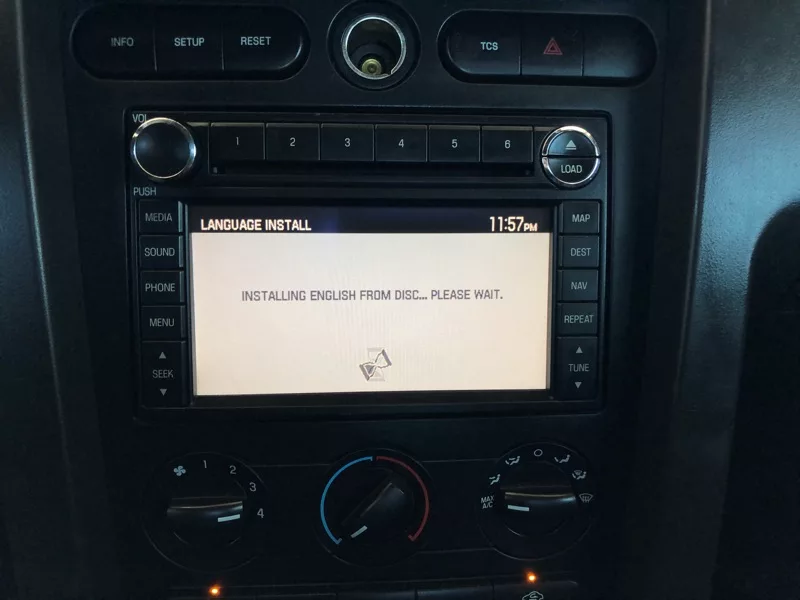 INFO SETUP RESET TCS
VOL
1 2 3 4 5 6
LOAD
PUSH
MEDIA
SOUND
PHONE
MENU
SEEK
LANGUAGE INSTALL 11:57PM
INSTALLING ENGLISH FROM DISC... PLEASE WAIT.
MAP
DEST
NAV
REPEAT
TUNE
1 2 3 4
MAX
A/C